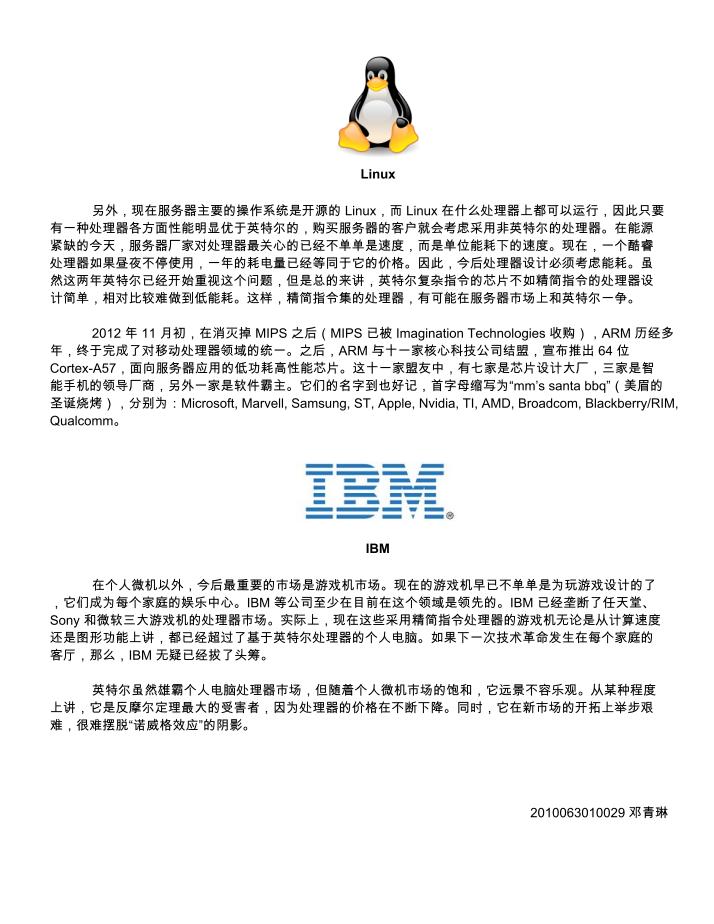 Linux
另外，现在服务器主要的操作系统是开源的 Linux，而 Linux 在什么处理器上都可以运行，因此只要
有一种处理器各方面性能明显优于英特尔的，购买服务器的客户就会考虑采用非英特尔的处理器。在能源
紧缺的今天，服务器厂家对处理器最关心的已经不单单是速度，而是单位能耗下的速度。现在，一个酷睿
处理器如果昼夜不停使用，一年的耗电量已经等同于它的价格。因此，今后处理器设计必须考虑能耗。虽
然这两年英特尔已经开始重视这个问题，但是总的来讲，英特尔复杂指令的芯片不如精简指令的处理器设
计简单，相对比较难做到低能耗。这样，精简指令集的处理器，有可能在服务器市场上和英特尔一争。
2012 年 11 月初，在消灭掉 MIPS 之后（MIPS 已被 Imagination Technologies 收购），ARM 历经多
年，终于完成了对移动处理器领域的统一。之后，ARM 与十一家核心科技公司结盟，宣布推出 64 位
Cortex-A57，面向服务器应用的低功耗高性能芯片。这十一家盟友中，有七家是芯片设计大厂，三家是智
能手机的领导厂商，另外一家是软件霸主。它们的名字到也好记，首字母缩写为“mm’s santa bbq”（美眉的
圣诞烧烤），分别为：Microsoft, Marvell, Samsung, ST, Apple, Nvidia, TI, AMD, Broadcom, Blackberry/RIM,
Qualcomm。
IBM®
IBM
在个人微机以外，今后最重要的市场是游戏机市场。现在的游戏机早已不单单是为玩游戏设计的了
，它们成为每个家庭的娱乐中心。IBM 等公司至少在目前在这个领域是领先的。IBM 已经垄断了任天堂、
Sony 和微软三大游戏机的处理器市场。实际上，现在这些采用精简指令处理器的游戏机无论是从计算速度
还是图形功能上讲，都已经超过了基于英特尔处理器的个人电脑。如果下一次技术革命发生在每个家庭的
客厅，那么，IBM 无疑已经拔了头筹。
英特尔虽然雄霸个人电脑处理器市场，但随着个人微机市场的饱和，它远景不容乐观。从某种程度
上讲，它是反摩尔定理最大的受害者，因为处理器的价格在不断下降。同时，它在新市场的开拓上举步艰
难，很难摆脱“诺威格效应”的阴影。
2010063010029 邓青琳